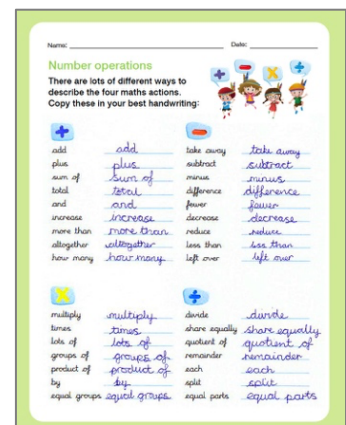 Name: Date:
Number operations
There are lots of different ways to
describe the four maths actions.
Copy these in your best handwriting:
+ - × ÷
+
add add
plus plus
sum of sum of
total total
and and
increase increase
more than more than
altogether altogether
how many how many
-
take away take away
subtract subtract
minus minus
difference difference
fewer fewer
decrease decrease
reduce reduce
less than less than
left over left over
×
multiply multiply
times times
lots of lots of
groups of groups of
product of product of
by by
equal groups equal groups
÷
divide divide
share equally share equally
quotient of quotient of
remainder remainder
each each
split split
equal parts equal parts